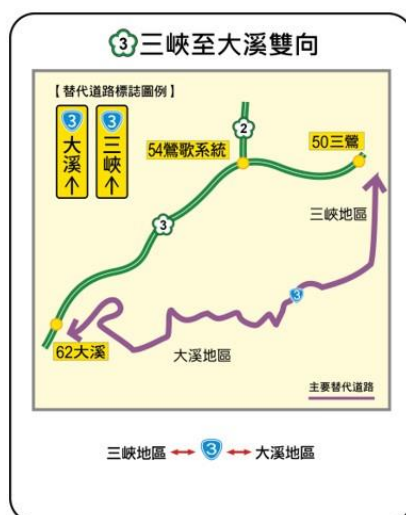 3 三峽至大溪雙向
【替代道路標誌圖例】
3 大溪↑
3 三峽↑
2
54鶯歌系統
50三鶯
3
三峽地區
3
62大溪
大溪地區
主要替代道路
三峽地區 ↔ 3 ↔ 大溪地區